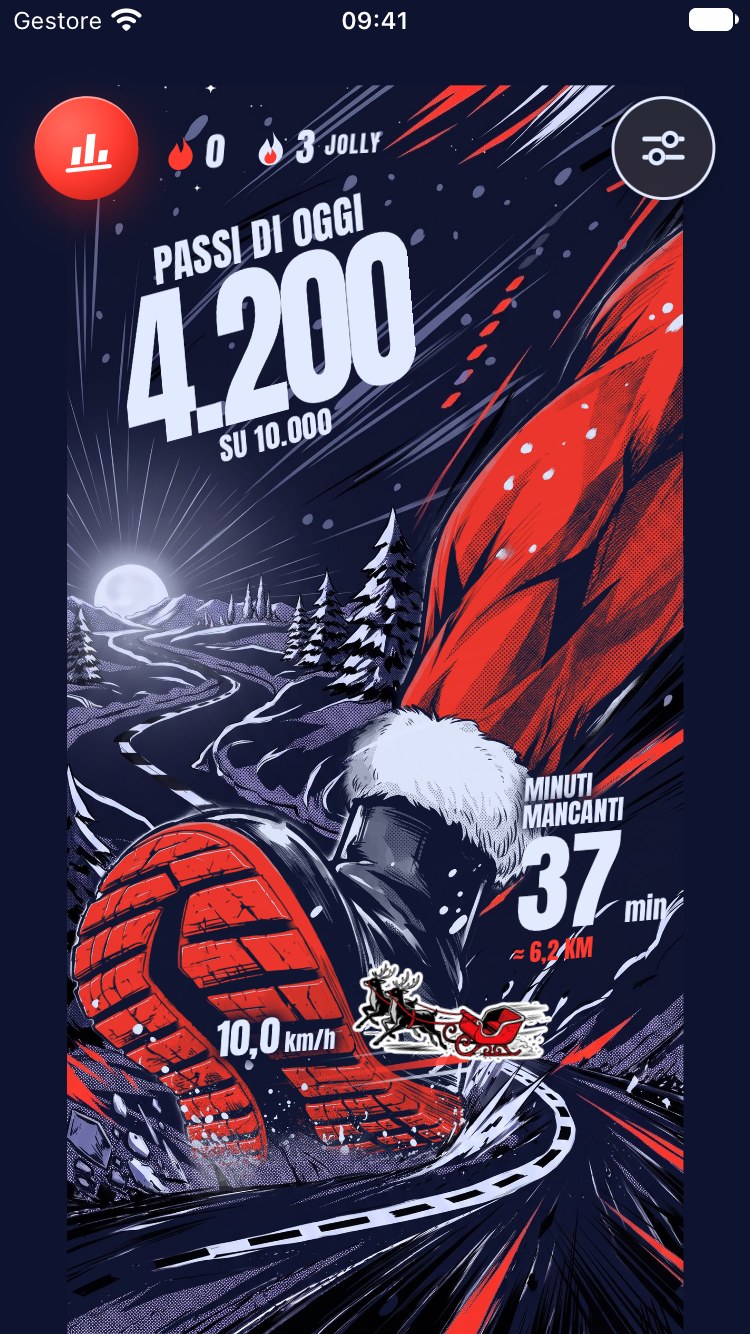 Gestore
09:41
0
3 JOLLY
PASSI DI OGGI
4.200
SU 10.000
MINUTI
MANCANTI
37 min
≈ 6,2 KM
10,0 km/h